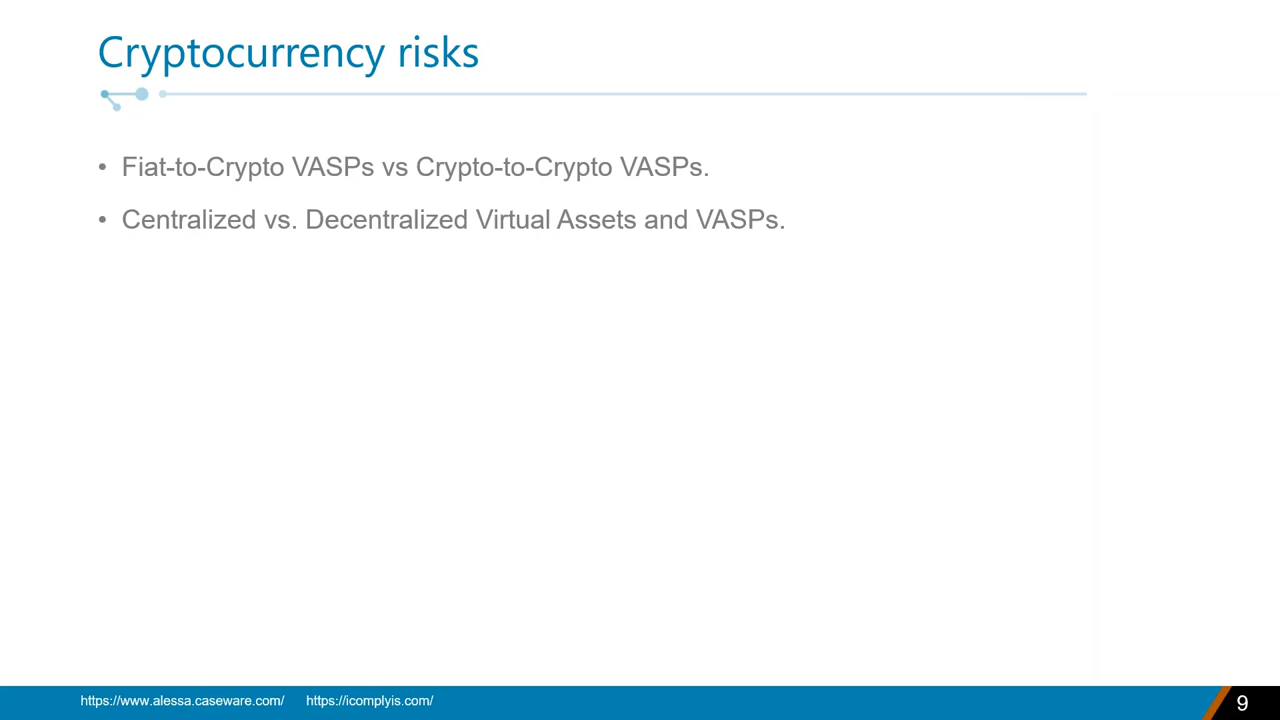 Cryptocurrency risks
• Fiat-to-Crypto VASPs vs Crypto-to-Crypto VASPs.
• Centralized vs. Decentralized Virtual Assets and VASPs.
https://www.alessa.caseware.com/ https://icomplyis.com/ 9